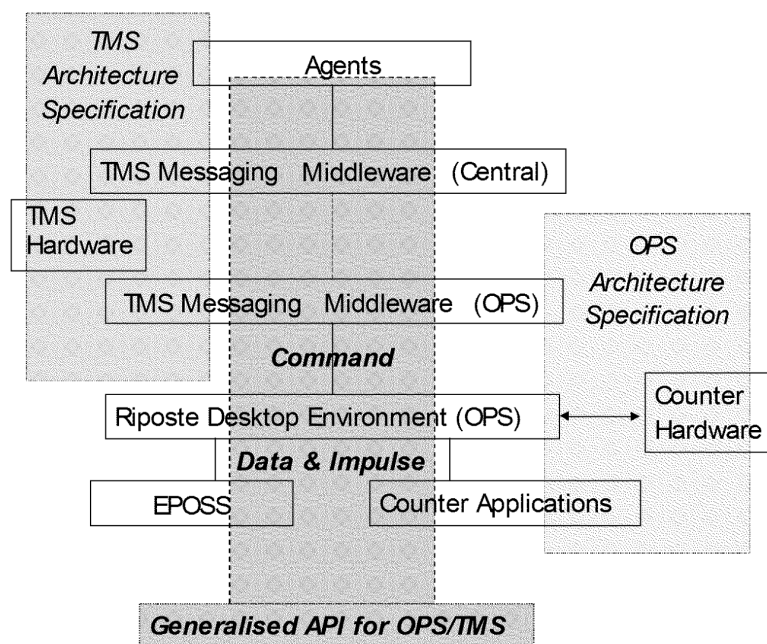 TMS
Architecture
Specification
Agents
TMS Messaging Middleware (Central)
TMS
Hardware
OPS
Architecture
Specification
TMS Messaging Middleware (OPS)
Command
Riposte Desktop Environment (OPS)
Counter
Hardware
Data & Impulse
EPOSS
Counter Applications
Generalised API for OPS/TMS